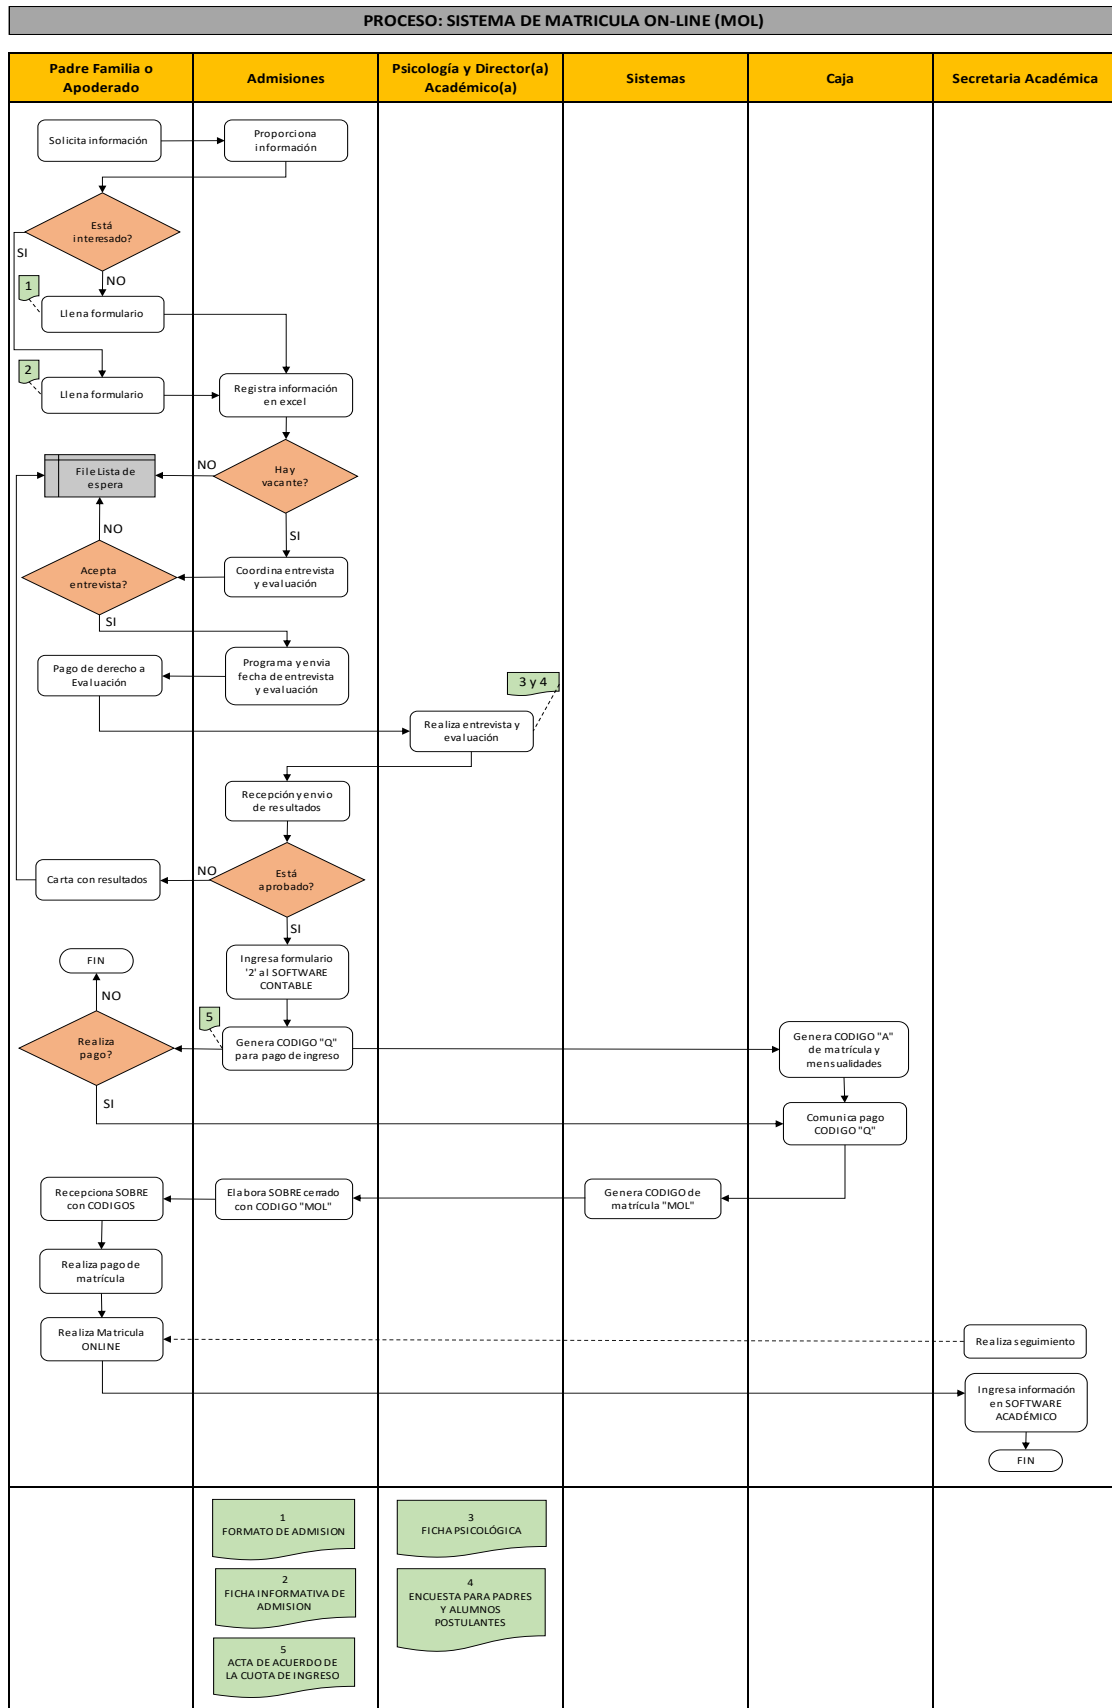 PROCESO: SISTEMA DE MATRICULA ON-LINE (MOL)
Padre Familia o
Apoderado
Admisiones
Psicología y Director(a)
Académico(a)
Sistemas
Caja
Secretaria Académica
Solicita información
Proporciona
información
Está
interesado?
SI
NO
1
Llena formulario
2
Llena formulario
Registra información
en excel
File Lista de
espera
NO
Hay
vacante?
NO
SI
Acepta
entrevista?
Coordina entrevista
y evaluación
SI
Pago de derecho a
Evaluación
Programa y envia
fecha de entrevista
y evaluación
3 y 4
Realiza entrevista y
evaluación
Recepción y envio
de resultados
Carta con resultados
NO
Está
aprobado?
SI
FIN
Ingresa formulario
'2' al SOFTWARE
CONTABLE
NO
5
Realiza
pago?
Genera CODIGO "Q"
para pago de ingreso
Genera CODIGO "A"
de matrícula y
mensualidades
SI
Comunica pago
CODIGO "Q"
Recepciona SOBRE
con CODIGOS
Elabora SOBRE cerrado
con CODIGO "MOL"
Genera CODIGO de
matrícula "MOL"
Realiza pago de
matrícula
Realiza Matricula
ONLINE
Realiza seguimiento
Ingresa información
en SOFTWARE
ACADÉMICO
FIN
1
FORMATO DE ADMISION
2
FICHA INFORMATIVA DE
ADMISION
5
ACTA DE ACUERDO DE
LA CUOTA DE INGRESO
3
FICHA PSICOLÓGICA
4
ENCUESTA PARA PADRES
Y ALUMNOS
POSTULANTES